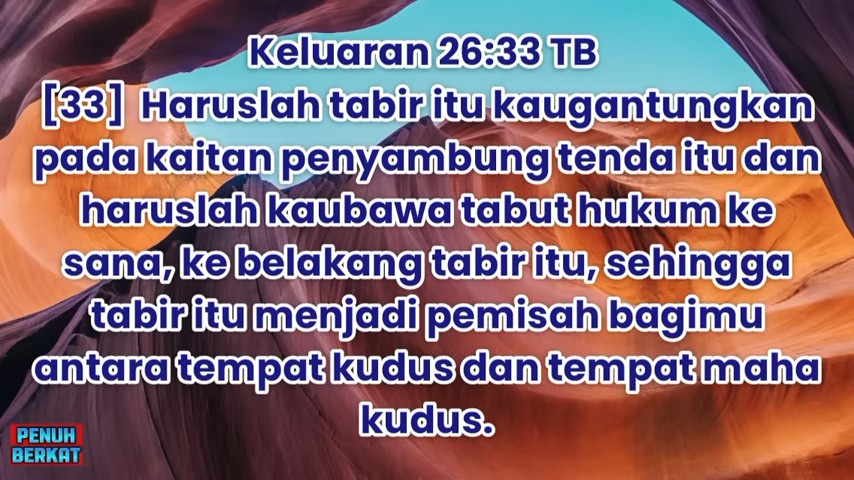 Keluaran 26:33 TB
[33] Haruslah tabir itu kaugantungkan
pada kaitan penyambung tenda itu dan
haruslah kaubawa tabut hukum ke
sana, ke belakang tabir itu, sehingga
tabir itu menjadi pemisah bagimu
antara tempat kudus dan tempat maha
kudus.
PENUH
BERKAT